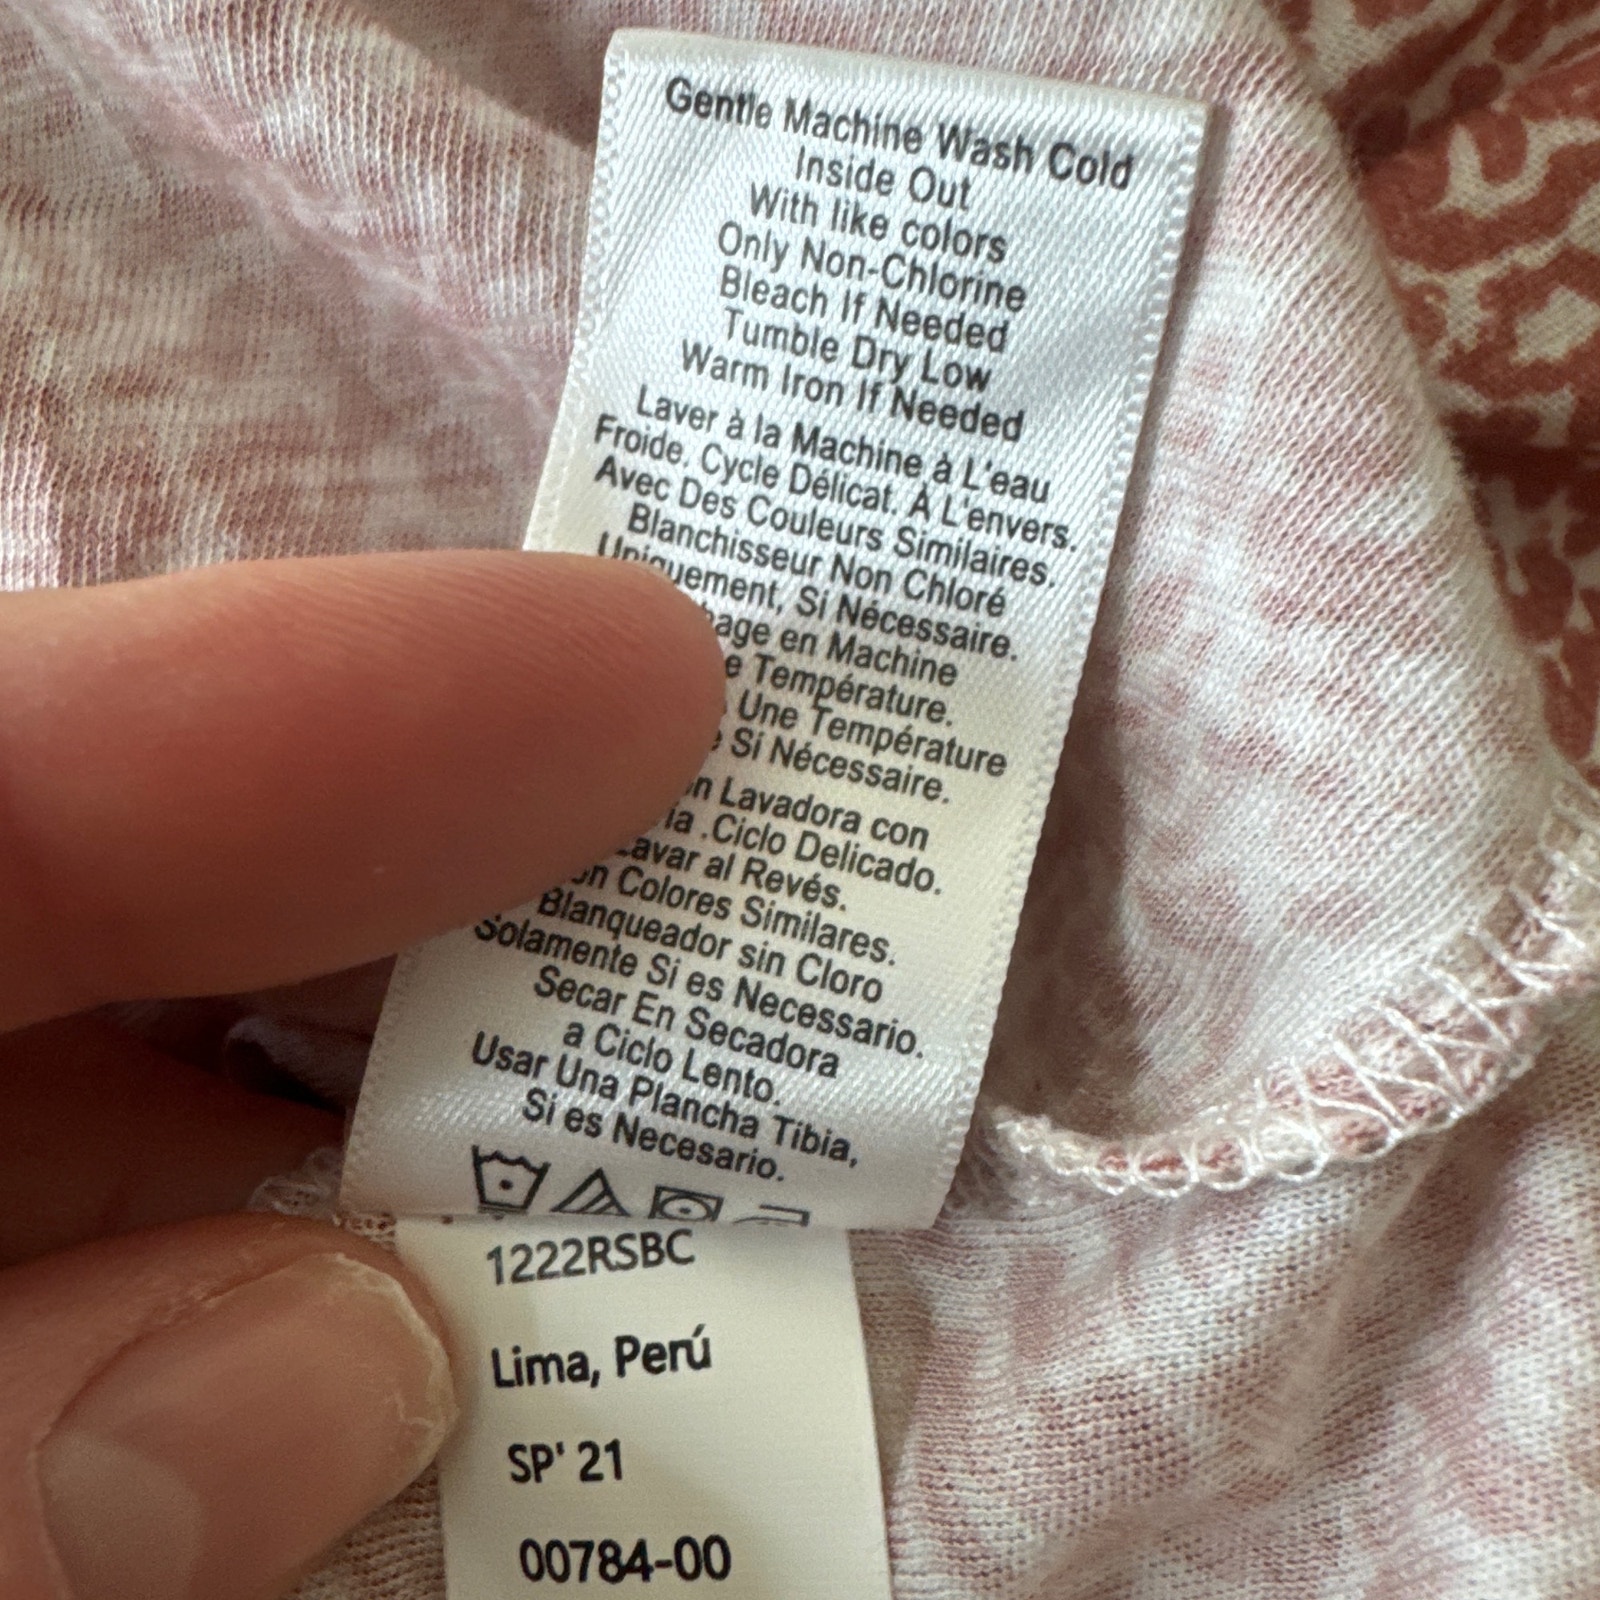 Gentle Machine Wash Cold
Inside Out
With like colors
Only Non-Chlorine
Bleach If Needed
Tumble Dry Low
Warm Iron If Needed
Laver à la Machine à L'eau
Froide. Cycle Délicat. À L'envers.
Avec Des Couleurs Similaires.
Blanchisseur Non Chloré
Uniquement, Si Nécessaire.
en Machine
Température.
Une Température
Si Nécessaire.
Lavadora con
.Ciclo Delicado.
Lavar al Revés.
Colores Similares.
Blanqueador sin Cloro
Solamente Si es Necessario.
Secar En Secadora
a Ciclo Lento.
Usar Una Plancha Tibia,
Si es Necesario.
1222RSBC
Lima, Perú
SP' 21
00784-00